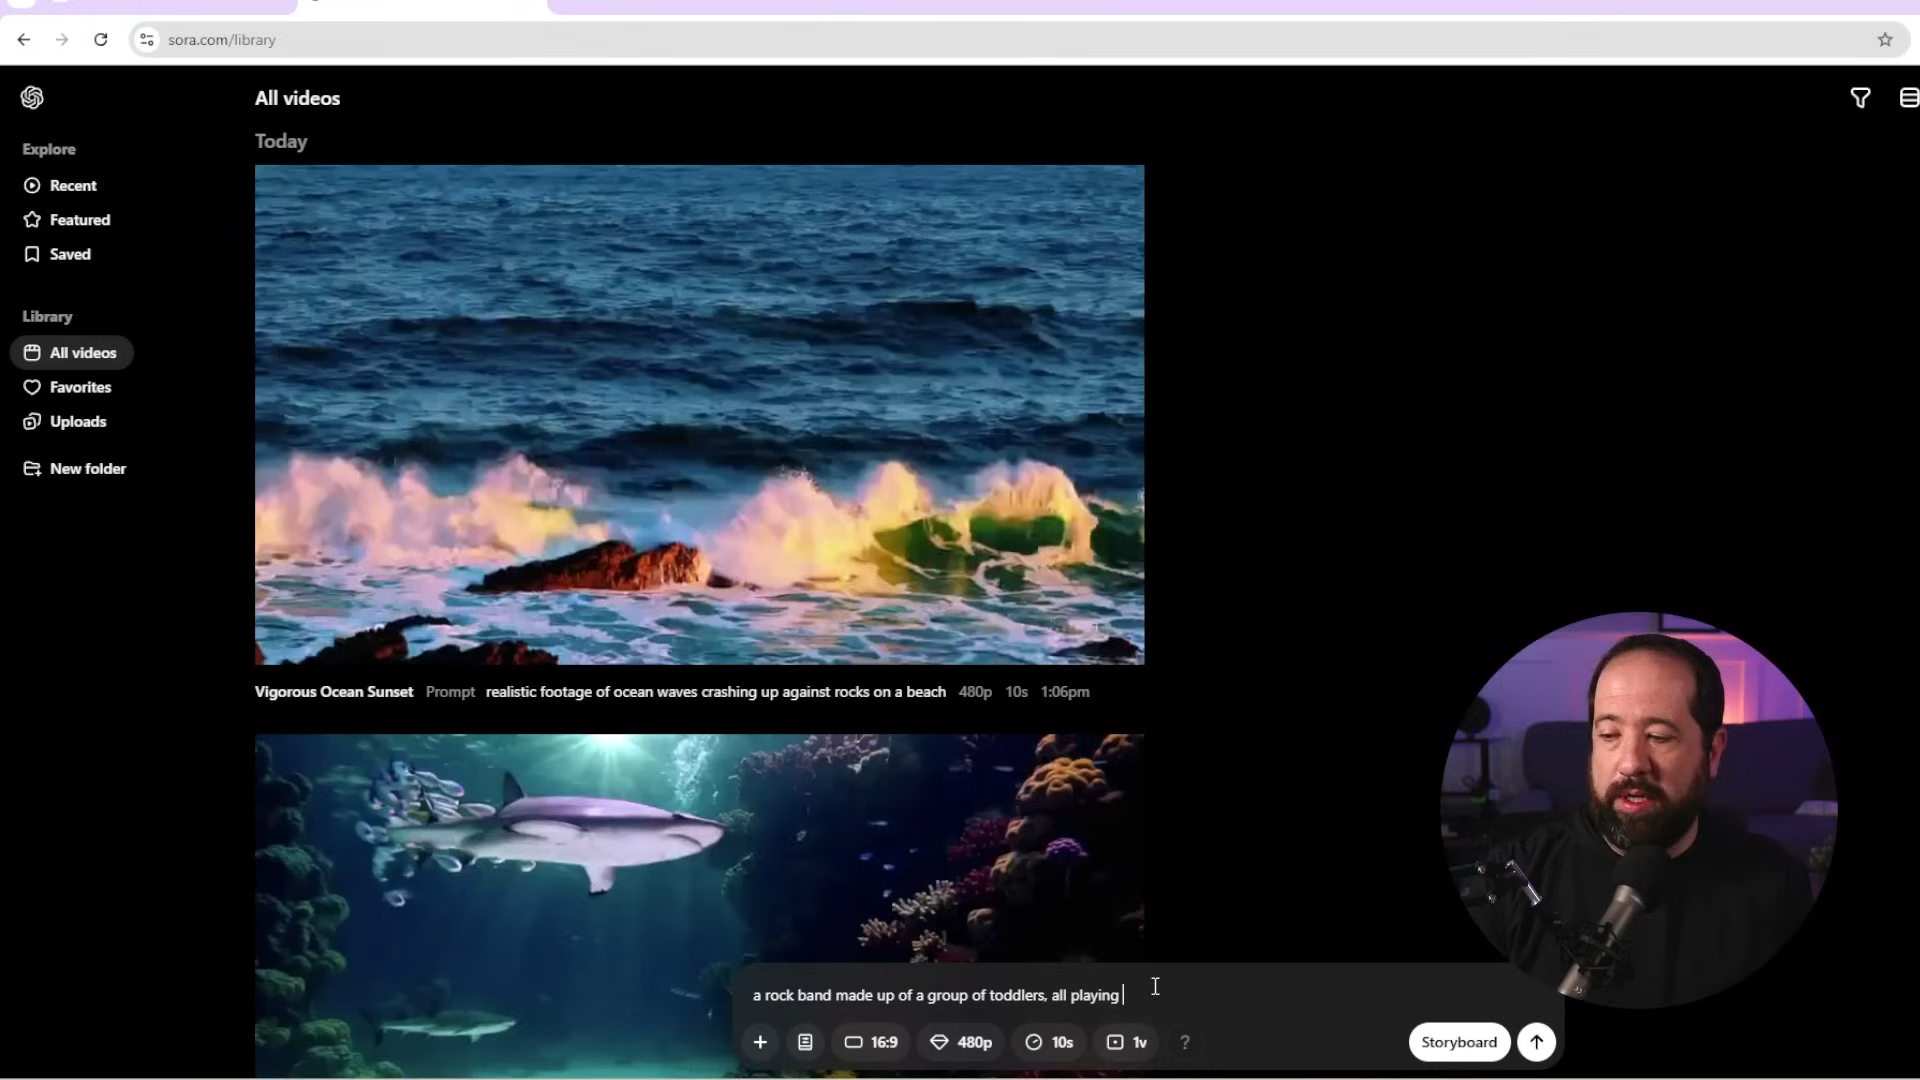 sora.com/library
All videos
Today
Explore
Recent
Featured
Saved
Library
All videos
Favorites
Uploads
New folder
Vigorous Ocean Sunset Prompt realistic footage of ocean waves crashing up against rocks on a beach 480p 10s 1:06pm
a rock band made up of a group of toddlers, all playing
16:9 480p 10s 1v ? Storyboard